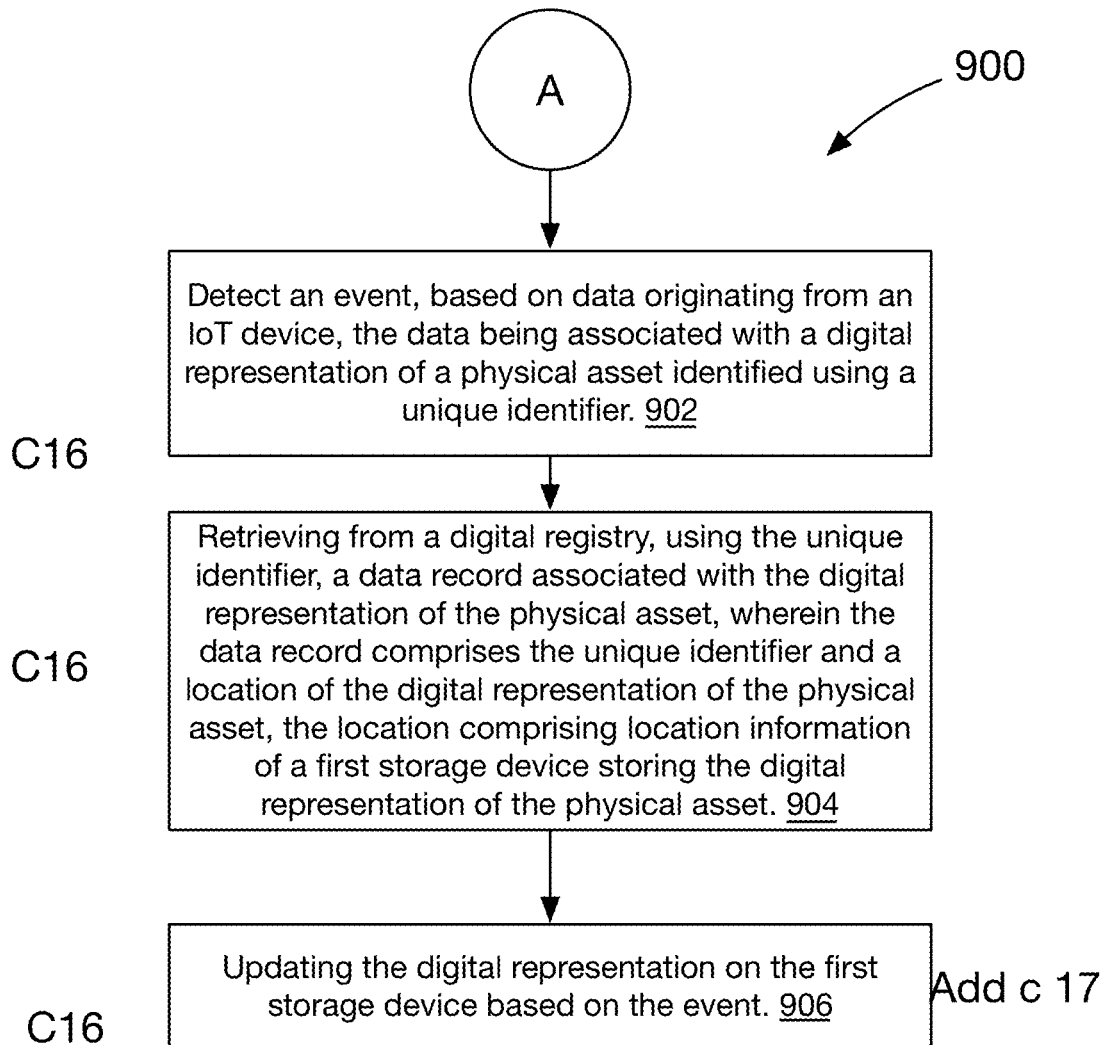 A
900
Detect an event, based on data originating from an
IoT device, the data being associated with a digital
representation of a physical asset identified using a
unique identifier. 902
C16
Retrieving from a digital registry, using the unique
identifier, a data record associated with the digital
representation of the physical asset, wherein the
data record comprises the unique identifier and a
location of the digital representation of the physical
asset, the location comprising location information
of a first storage device storing the digital
representation of the physical asset. 904
C16
Updating the digital representation on the first
storage device based on the event. 906
Add c 17
C16